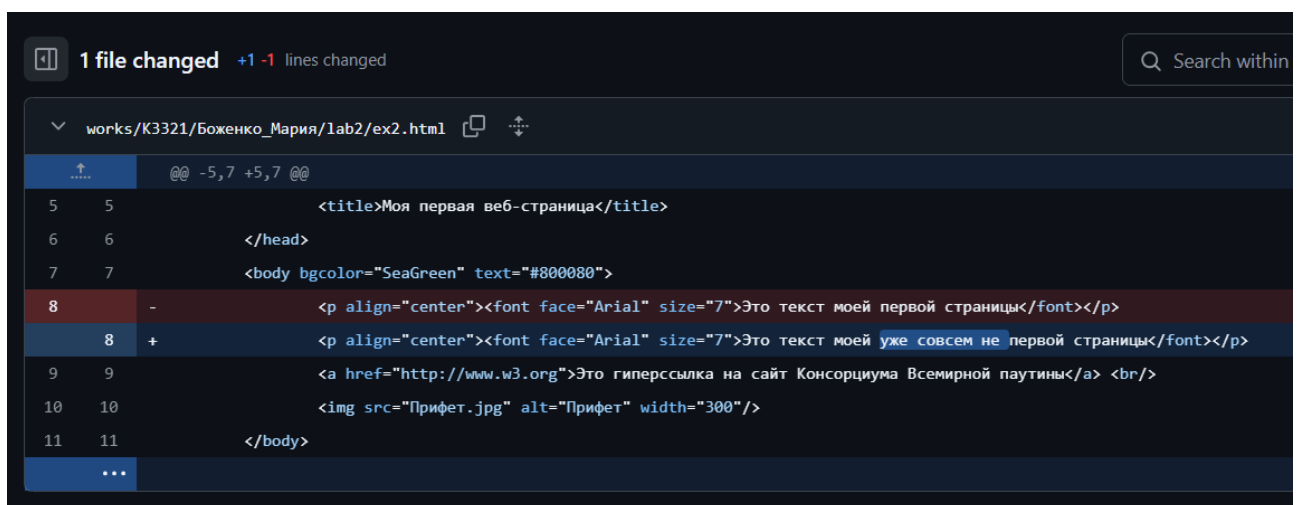 1 file changed +1 -1 lines changed
Search within
works/K3321/Боженко_Мария/lab2/ex2.html
@@ -5,7 +5,7 @@
5 5 <title>Моя первая веб-страница</title>
6 6 </head>
7 7 <body bgcolor="SeaGreen" text="#800080">
8 - <p align="center"><font face="Arial" size="7">Это текст моей первой страницы</font></p>
8 + <p align="center"><font face="Arial" size="7">Это текст моей уже совсем не первой страницы</font></p>
9 9 <a href="http://www.w3.org">Это гиперссылка на сайт Консорциума Всемирной паутины</a> <br/>
10 10 <img src="Прифет.jpg" alt="Прифет" width="300"/>
11 11 </body>